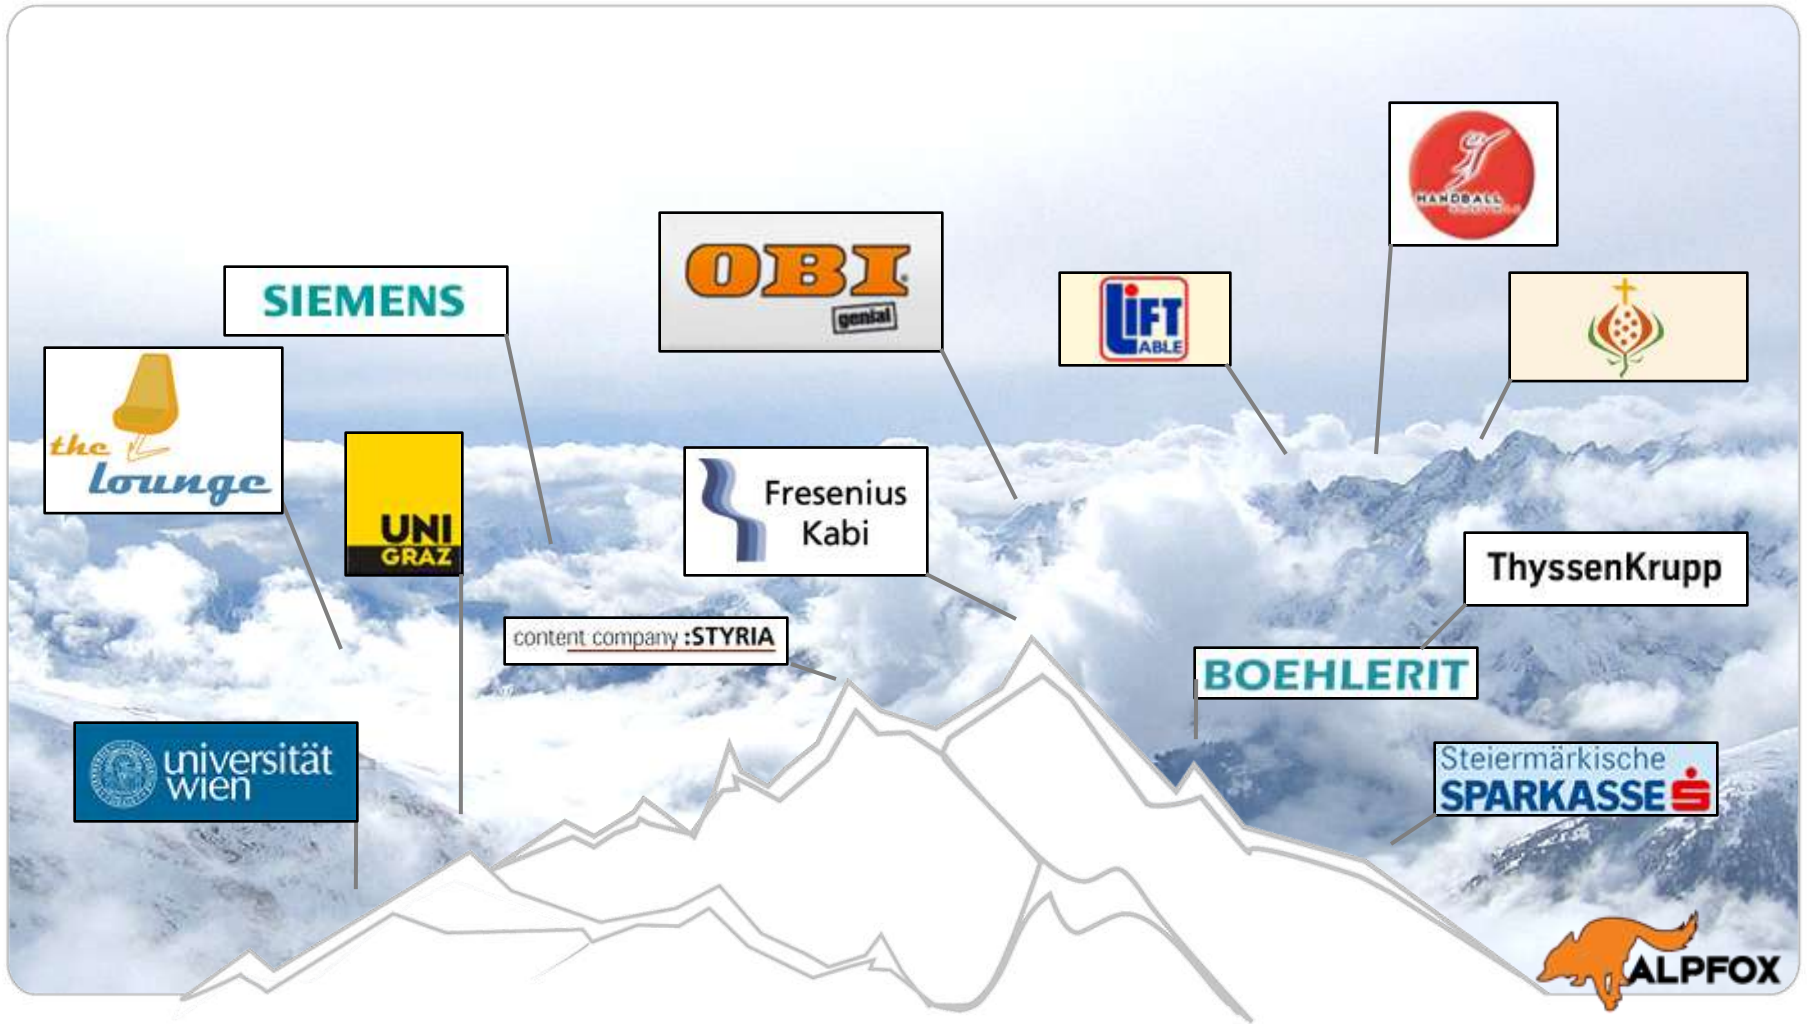 HANDBALL
OBI
genial
SIEMENS
LIFT
ABLE
the
lounge
UNI
GRAZ
Fresenius
Kabi
ThyssenKrupp
content company :STYRIA
BOEHLERIT
universität
wien
Steiermärkische
SPARKASSE
ALPFOX